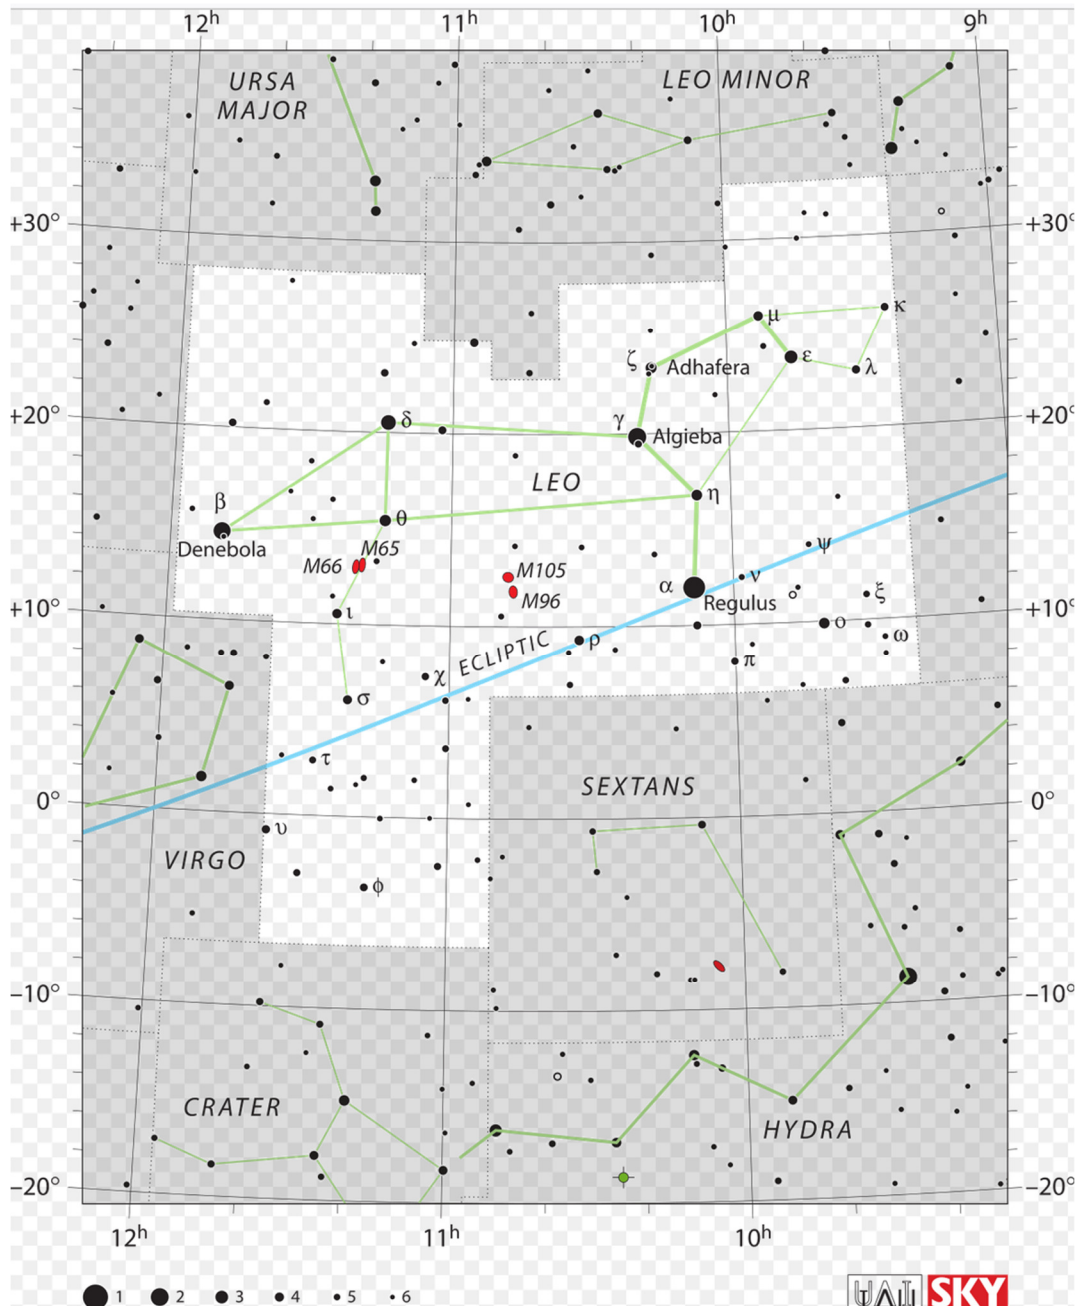 12h 11h 10h 9h
URSA
MAJOR
LEO MINOR
+30° +30°
κ
μ
ζ Adhafera ε λ
+20° +20°
δ γ Algieba
LEO
β η
θ
Denebola
ψ
M66 M65
M105
α ν
M96 Regulus ξ
+10° +10°
ι ο
ρ ω
ECLIPTIC
χ π
σ
τ
SEXTANS
0° 0°
υ
VIRGO
φ
−10° −10°
CRATER
HYDRA
−20° −20°
12h 11h 10h
1 2 3 4 5 6
IAU SKY